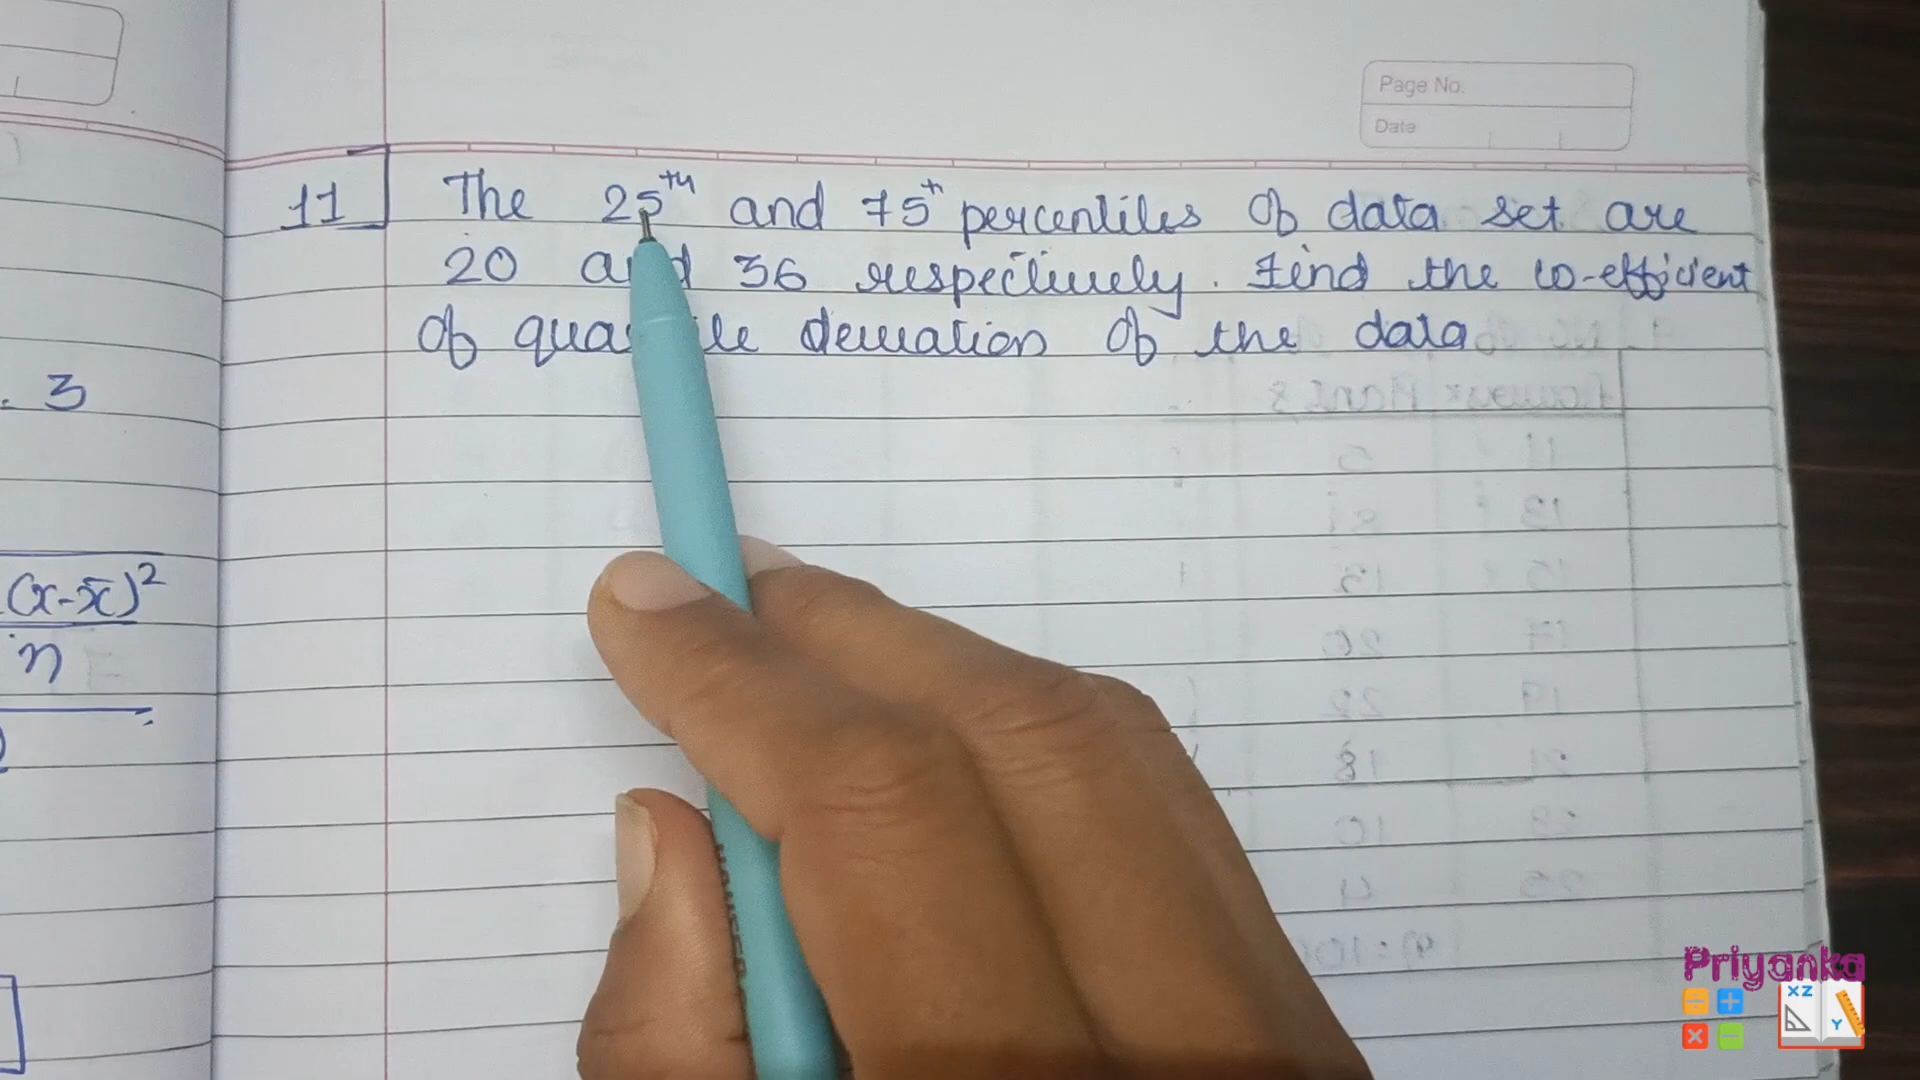 Page No.
Date
11 The 25th and 75th percentiles of data set are
20 and 36 respectively. Find the co-efficient
of quartile deviation of the data
. 3
(x-x̄)²
n
Priyanka
XZ
Y